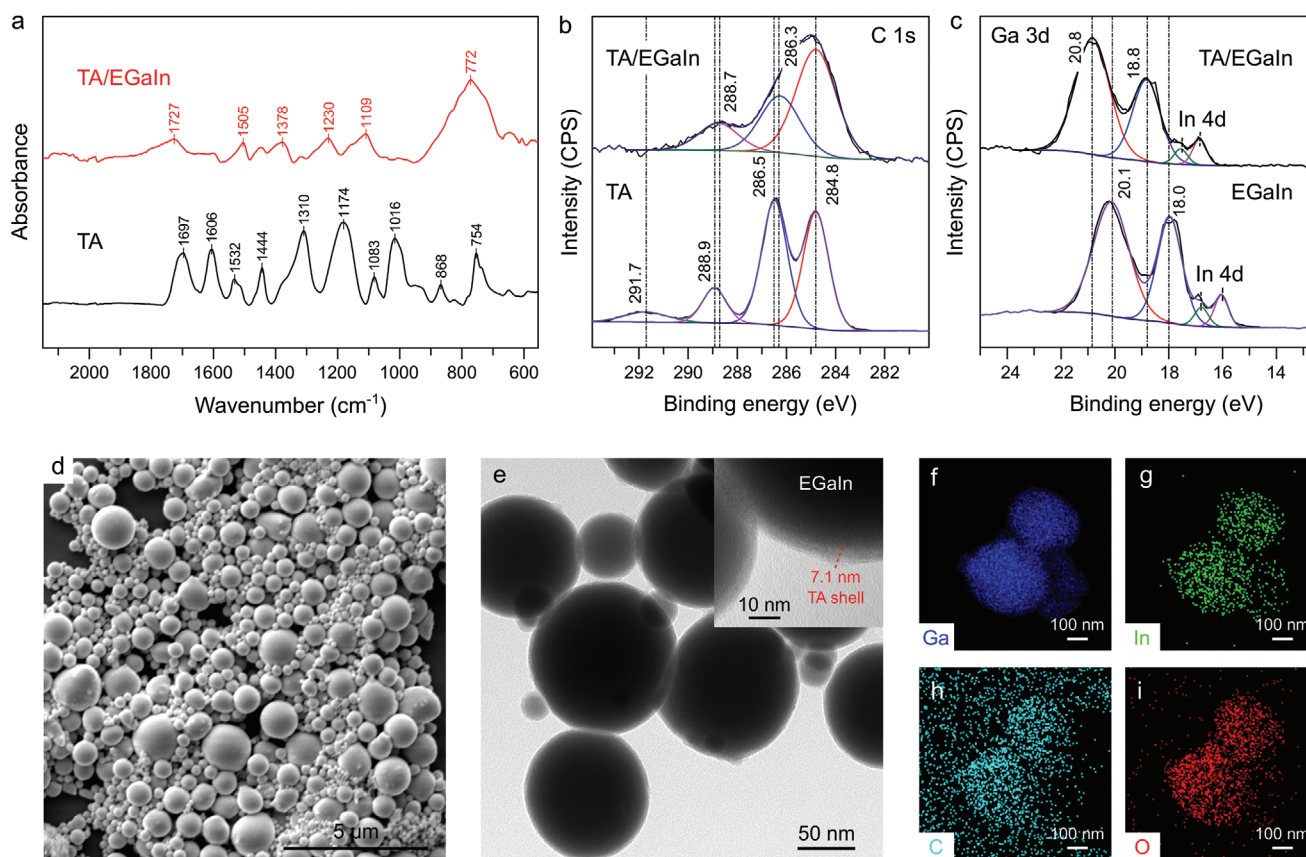 a
TA/EGaIn
1727
1505
1378
1230
1109
772
TA
1697
1606
1532
1444
1310
1174
1083
1016
868
754
Absorbance
2000 1800 1600 1400 1200 1000 800 600
Wavenumber (cm⁻¹)
b
C 1s
TA/EGaIn
288.7
286.3
TA
291.7
288.9
286.5
284.8
Intensity (CPS)
292 290 288 286 284 282
Binding energy (eV)
c
Ga 3d
TA/EGaIn
20.8
18.8
In 4d
EGaIn
20.1
18.0
In 4d
Intensity (CPS)
24 22 20 18 16 14
Binding energy (eV)
d
5 µm
e
EGaIn
7.1 nm
TA shell
10 nm
50 nm
f
Ga
100 nm
g
In
100 nm
h
C
100 nm
i
O
100 nm